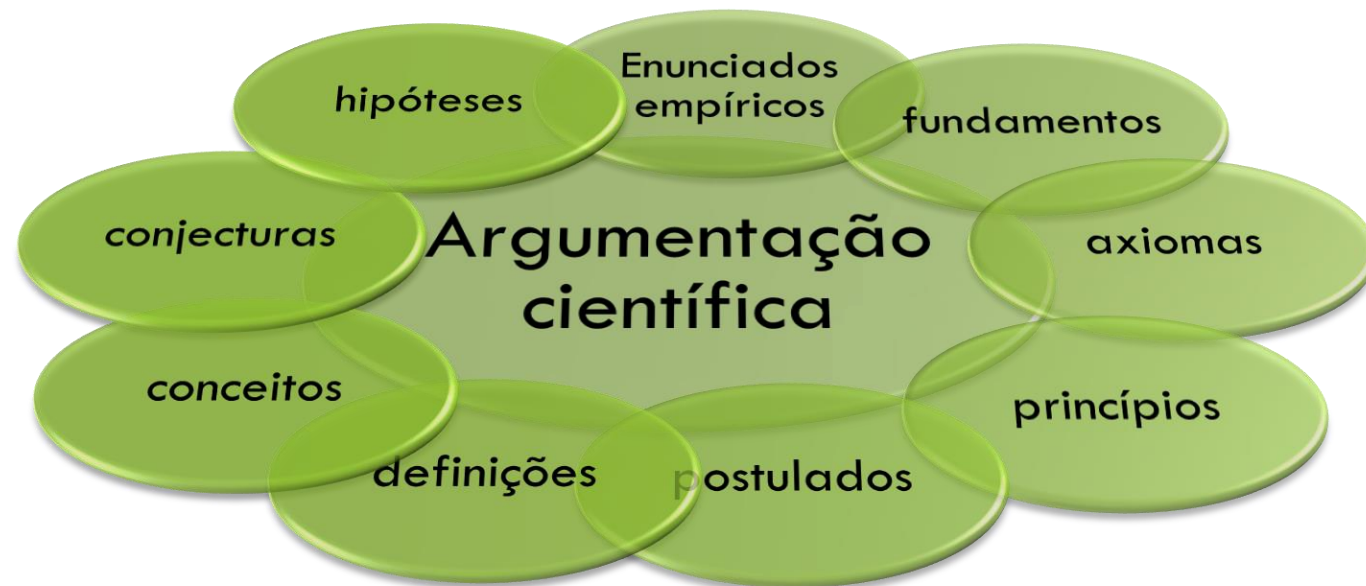 Argumentação
científica
Enunciados
empíricos
fundamentos
axiomas
princípios
postulados
definições
conceitos
conjecturas
hipóteses